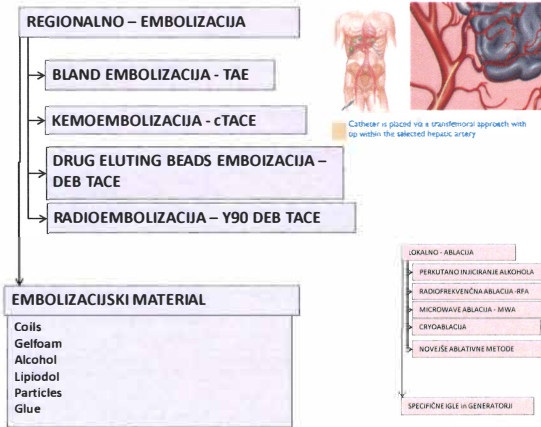 REGIONALNO – EMBOLIZACIJA
BLAND EMBOLIZACIJA - TAE
KEMOEMBOLIZACIJA - cTACE
DRUG ELUTING BEADS EMBOIZACIJA –
DEB TACE
RADIOEMBOLIZACIJA – Y90 DEB TACE
EMBOLIZACIJSKI MATERIAL
Coils
Gelfoam
Alcohol
Lipiodol
Particles
Glue
Catheter is placed via a transfemoral approach with
tip within the selected hepatic artery
LOKALNO - ABLACIJA
PERKUTANO INJICIRANJE ALKOHOLA
RADIOFREKVENČNA ABLACIJA -RFA
MICROWAVE ABLACIJA - MWA
CRYOABLACIJA
NOVEJŠE ABLATIVNE METODE
SPECIFIČNE IGLE in GENERATORJI